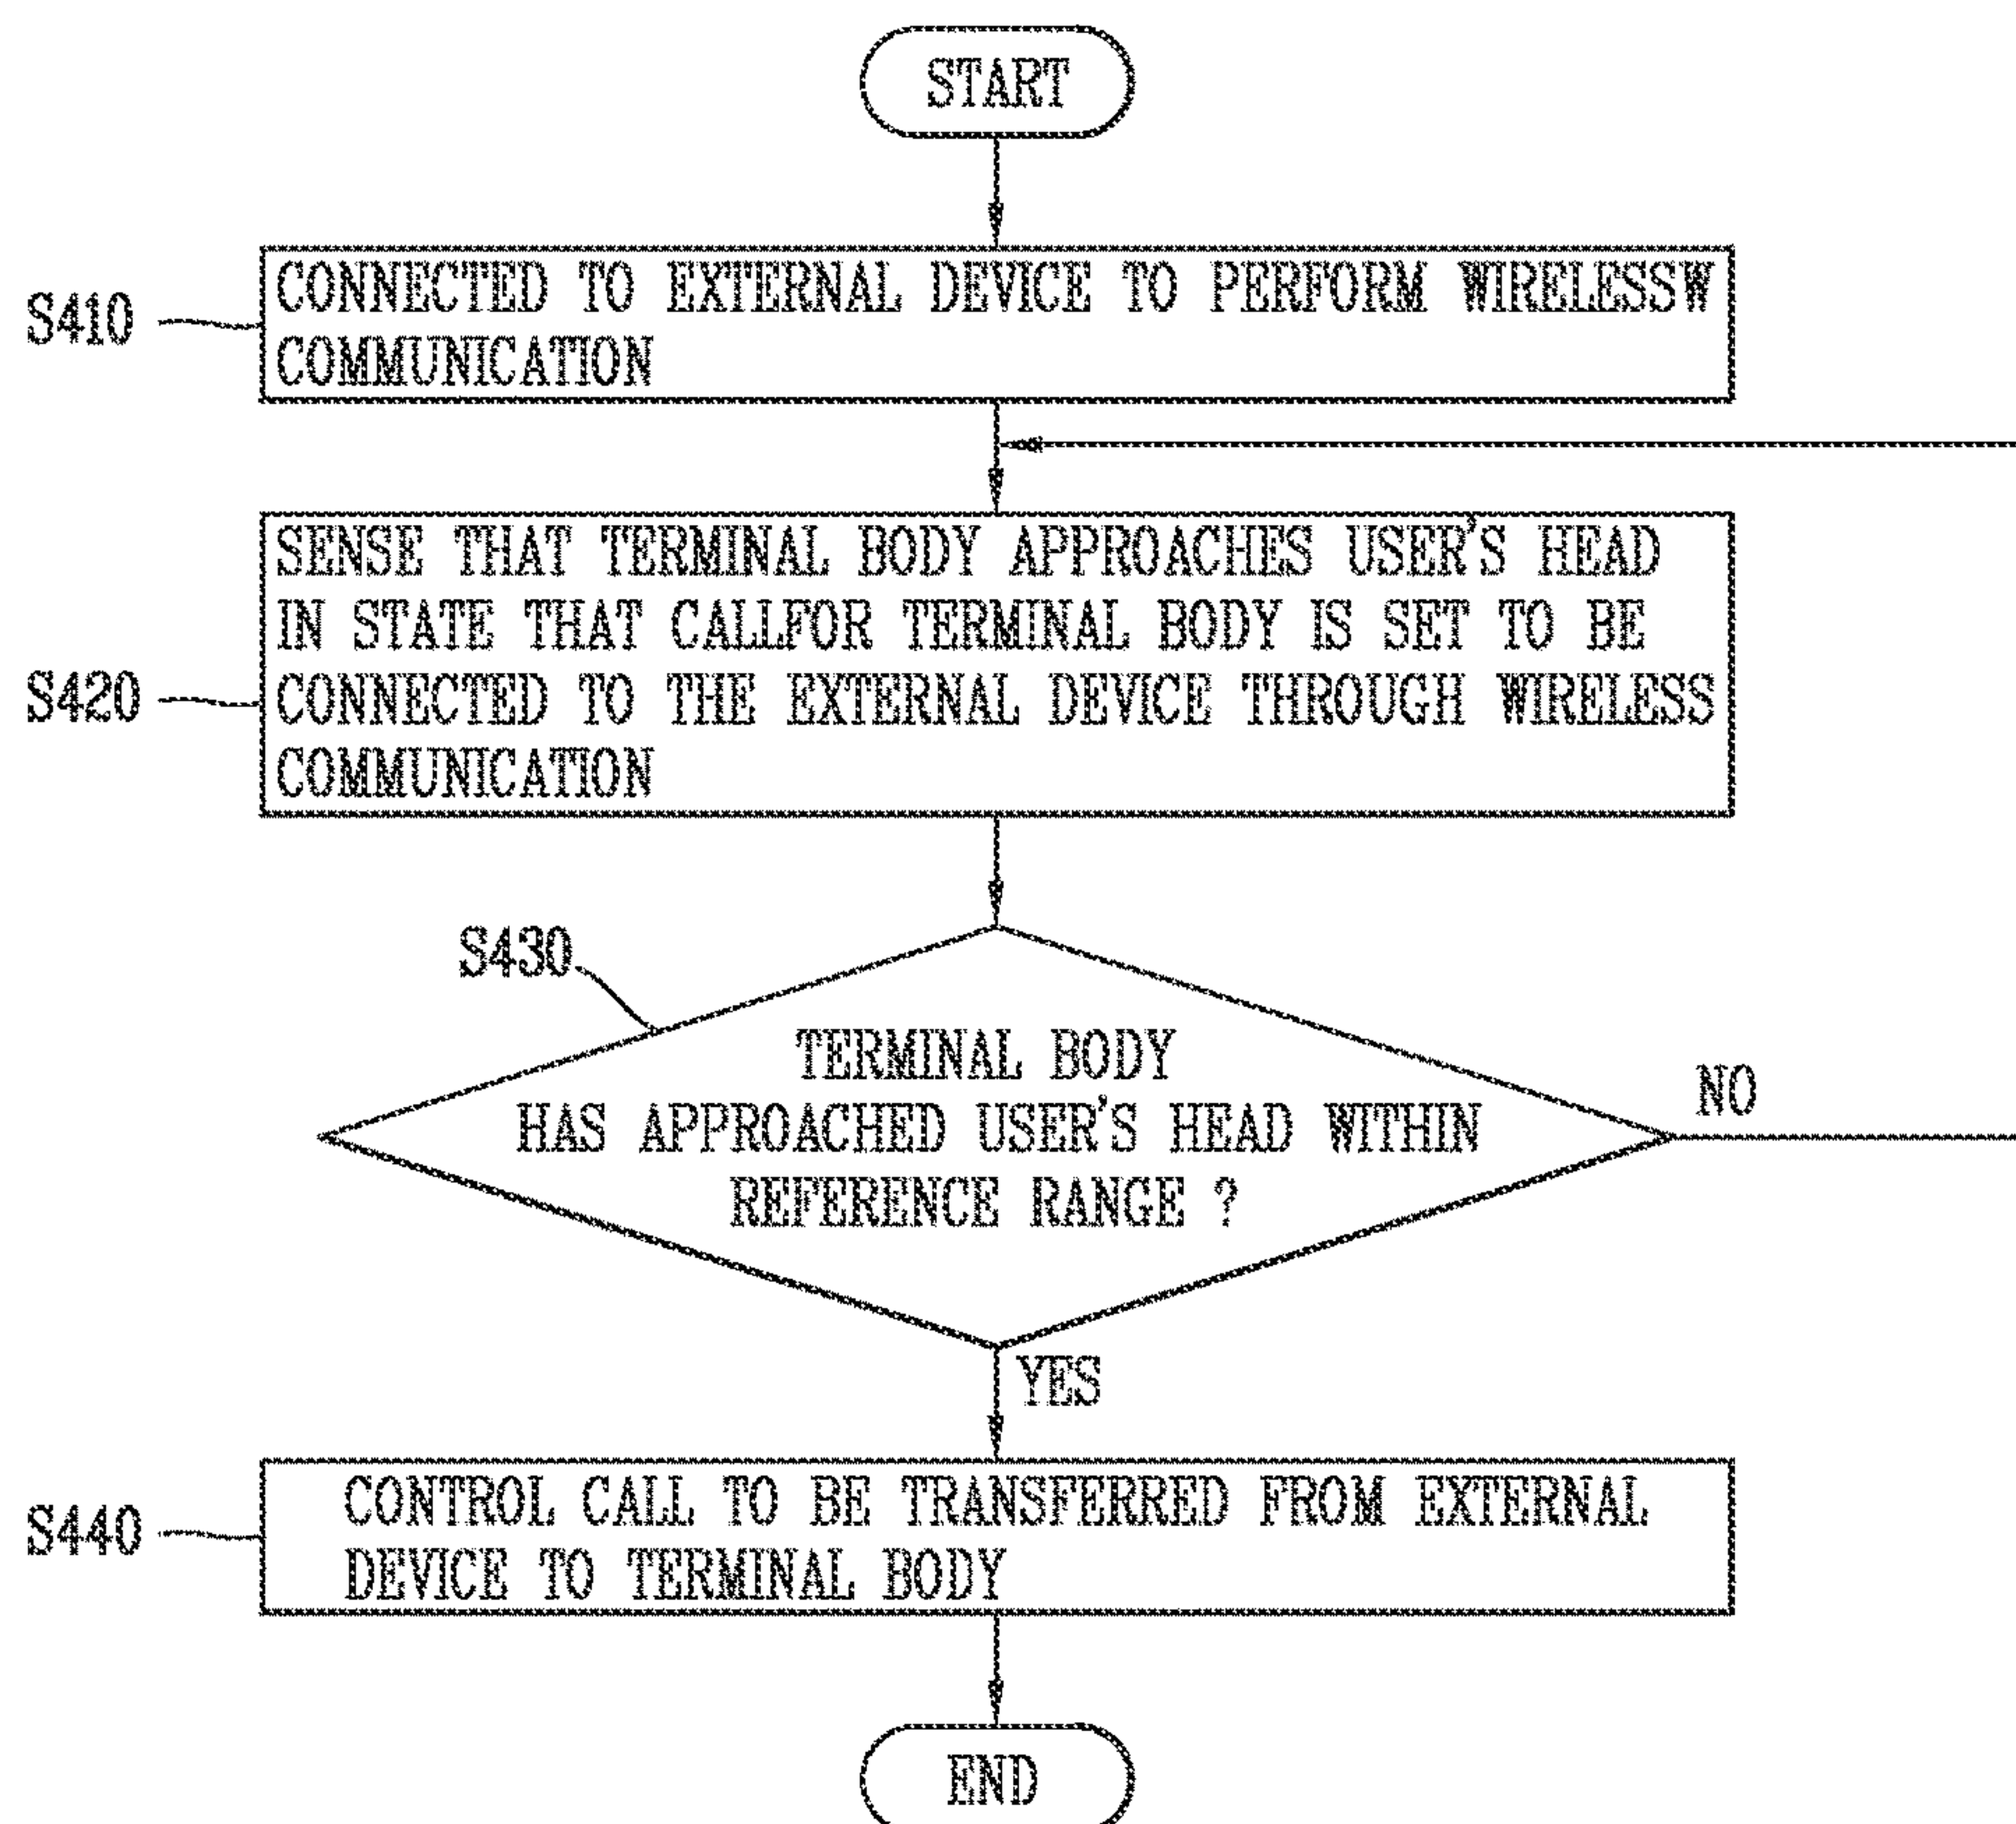 START
S410
CONNECTED TO EXTERNAL DEVICE TO PERFORM WIRELESSW
COMMUNICATION
S420
SENSE THAT TERMINAL BODY APPROACHES USER'S HEAD
IN STATE THAT CALLFOR TERMINAL BODY IS SET TO BE
CONNECTED TO THE EXTERNAL DEVICE THROUGH WIRELESS
COMMUNICATION
S430
TERMINAL BODY
HAS APPROACHED USER'S HEAD WITHIN
REFERENCE RANGE ?
NO
YES
S440
CONTROL CALL TO BE TRANSFERRED FROM EXTERNAL
DEVICE TO TERMINAL BODY
END